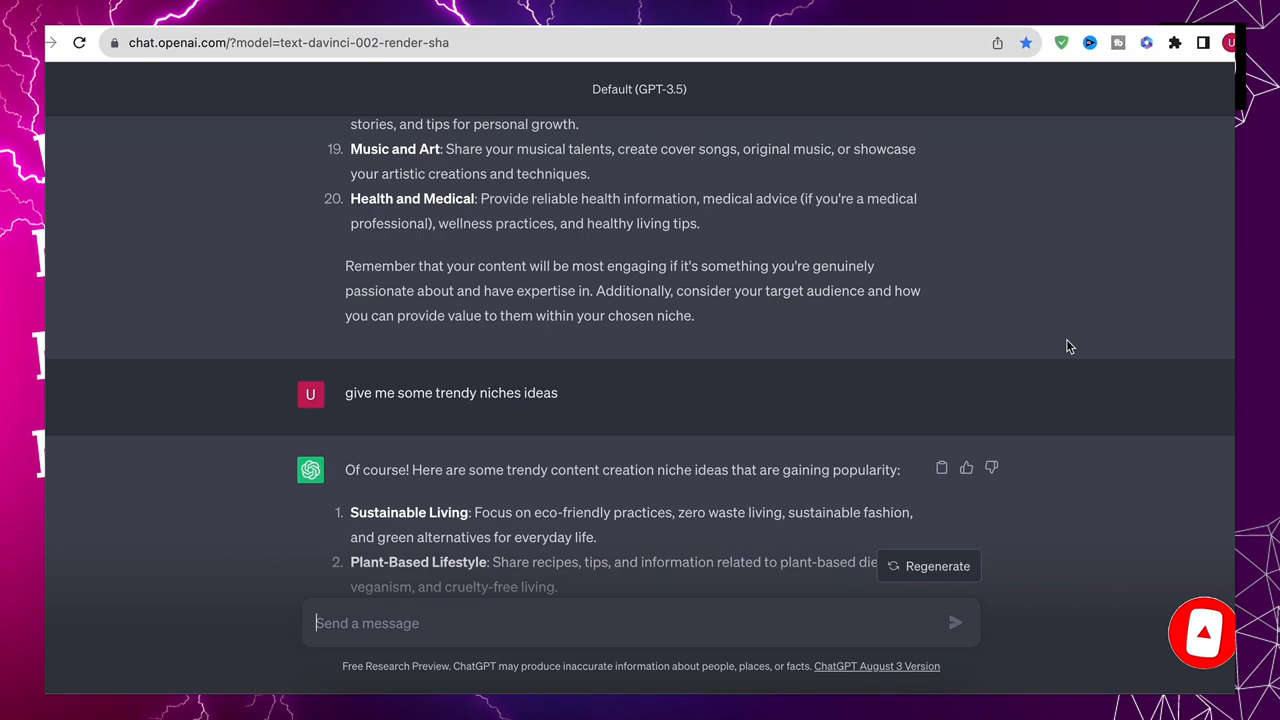 chat.openai.com/?model=text-davinci-002-render-sha
U
Default (GPT-3.5)
stories, and tips for personal growth.
19. Music and Art: Share your musical talents, create cover songs, original music, or showcase
your artistic creations and techniques.
20. Health and Medical: Provide reliable health information, medical advice (if you're a medical
professional), wellness practices, and healthy living tips.
Remember that your content will be most engaging if it's something you're genuinely
passionate about and have expertise in. Additionally, consider your target audience and how
you can provide value to them within your chosen niche.
U
give me some trendy niches ideas
Of course! Here are some trendy content creation niche ideas that are gaining popularity:
1. Sustainable Living: Focus on eco-friendly practices, zero waste living, sustainable fashion,
and green alternatives for everyday life.
2. Plant-Based Lifestyle: Share recipes, tips, and information related to plant-based die
Regenerate
veganism, and cruelty-free living.
Send a message
Free Research Preview. ChatGPT may produce inaccurate information about people, places, or facts. ChatGPT August 3 Version